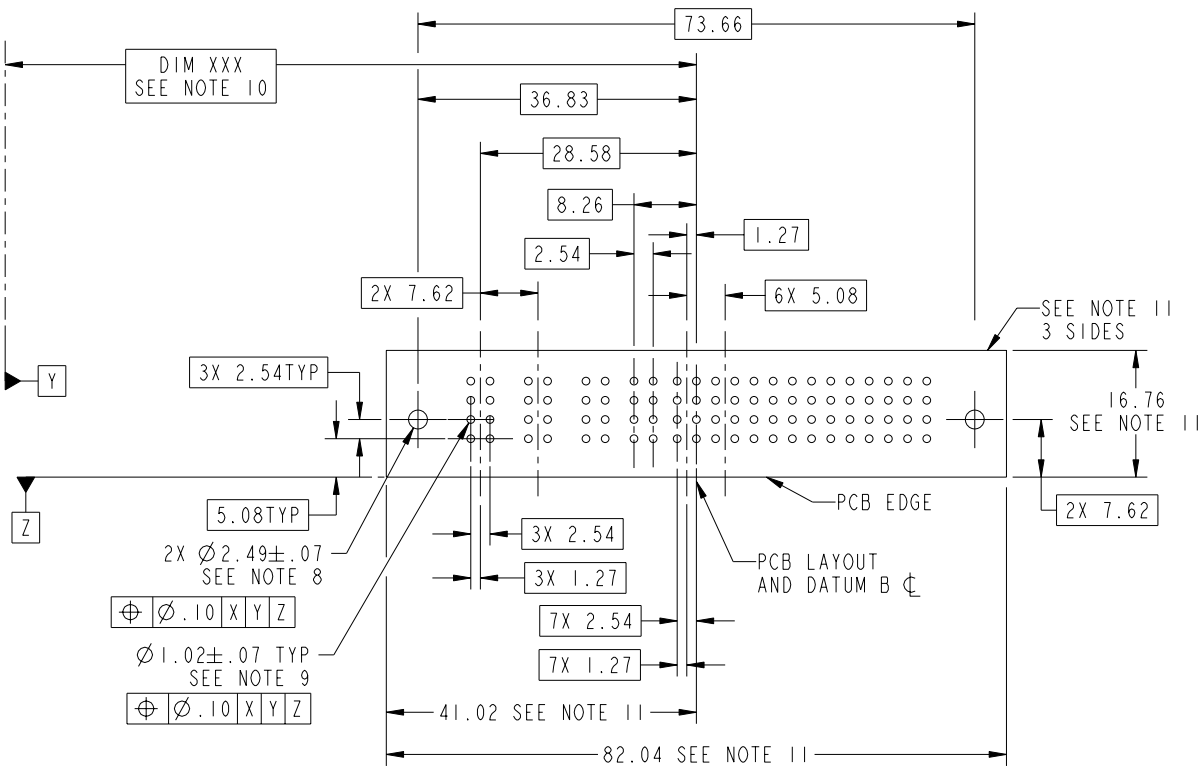 73.66
DIM XXX
SEE NOTE 10
36.83
28.58
8.26
1.27
2.54
2X 7.62
6X 5.08
SEE NOTE 11
3 SIDES
3X 2.54TYP
Y
16.76
SEE NOTE 11
Z
5.08TYP
PCB EDGE
2X 7.62
3X 2.54
2X Ø2.49±.07
SEE NOTE 8
PCB LAYOUT
AND DATUM B ℄
3X 1.27
⌖ Ø.10 X Y Z
7X 2.54
Ø1.02±.07 TYP
SEE NOTE 9
7X 1.27
⌖ Ø.10 X Y Z
41.02 SEE NOTE 11
82.04 SEE NOTE 11